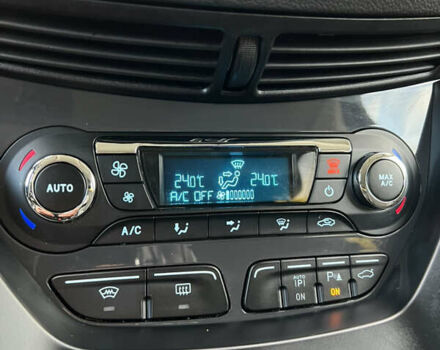 24.0°C 24.0°C
A/C OFF
AUTO
MAX
A/C
A/C
AUTO
P
P
ON
ON